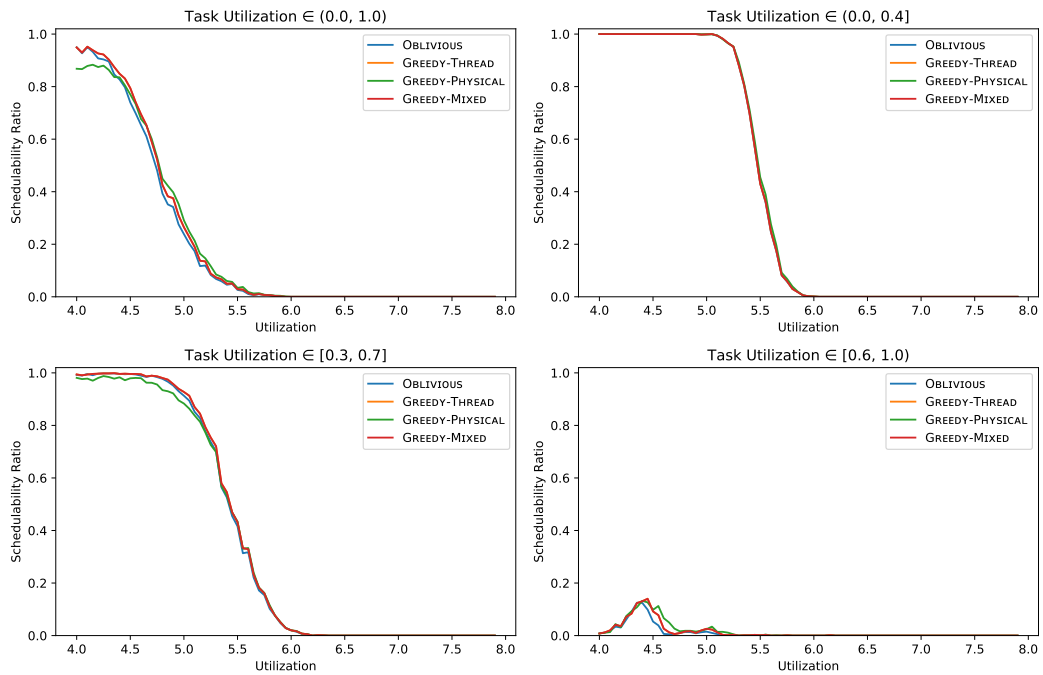 Task Utilization ∈ (0.0, 1.0)
1.0
0.8
0.6
0.4
0.2
0.0
Schedulability Ratio
Oblivious
Greedy-Thread
Greedy-Physical
Greedy-Mixed
4.0 4.5 5.0 5.5 6.0 6.5 7.0 7.5 8.0
Utilization
Task Utilization ∈ (0.0, 0.4]
1.0
0.8
0.6
0.4
0.2
0.0
Schedulability Ratio
Oblivious
Greedy-Thread
Greedy-Physical
Greedy-Mixed
4.0 4.5 5.0 5.5 6.0 6.5 7.0 7.5 8.0
Utilization
Task Utilization ∈ [0.3, 0.7]
1.0
0.8
0.6
0.4
0.2
0.0
Schedulability Ratio
Oblivious
Greedy-Thread
Greedy-Physical
Greedy-Mixed
4.0 4.5 5.0 5.5 6.0 6.5 7.0 7.5 8.0
Utilization
Task Utilization ∈ [0.6, 1.0)
1.0
0.8
0.6
0.4
0.2
0.0
Schedulability Ratio
Oblivious
Greedy-Thread
Greedy-Physical
Greedy-Mixed
4.0 4.5 5.0 5.5 6.0 6.5 7.0 7.5 8.0
Utilization